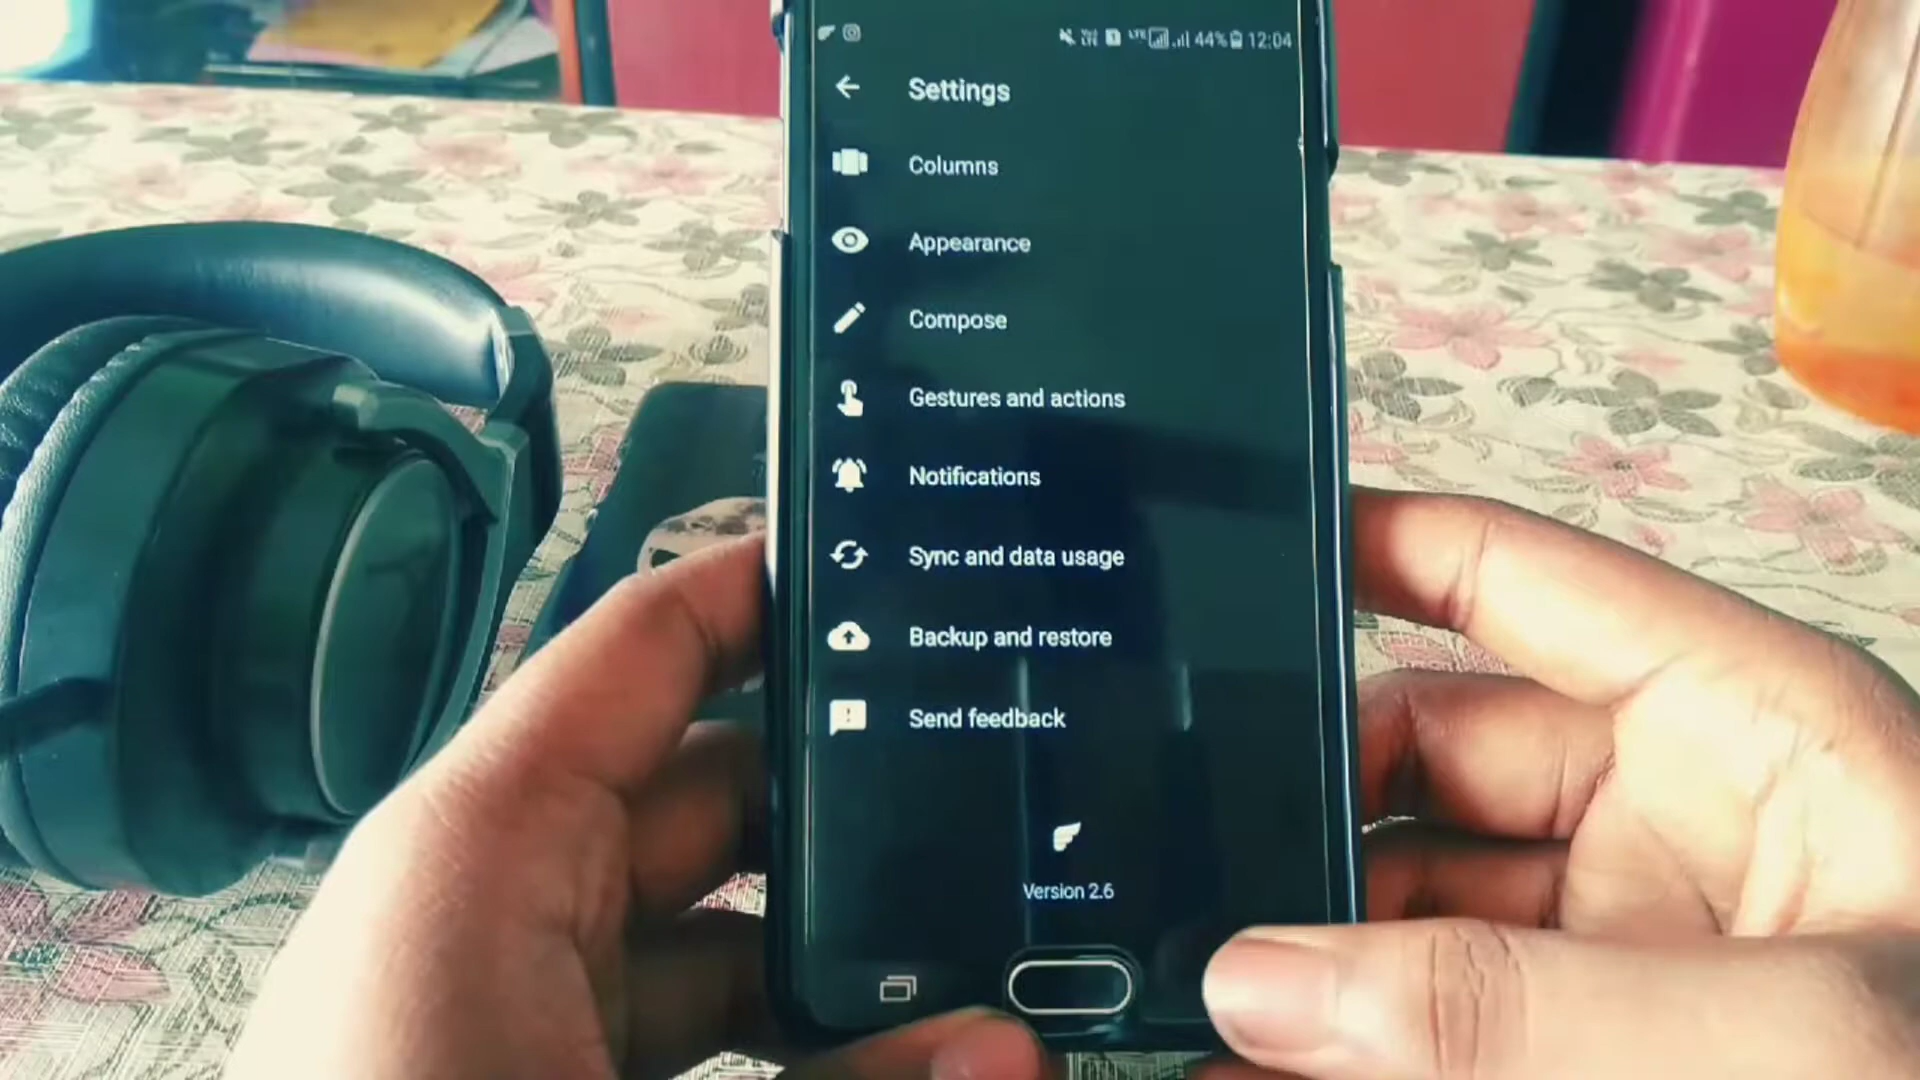 LTE 44% 12:04
Settings
Columns
Appearance
Compose
Gestures and actions
Notifications
Sync and data usage
Backup and restore
Send feedback
Version 2.6